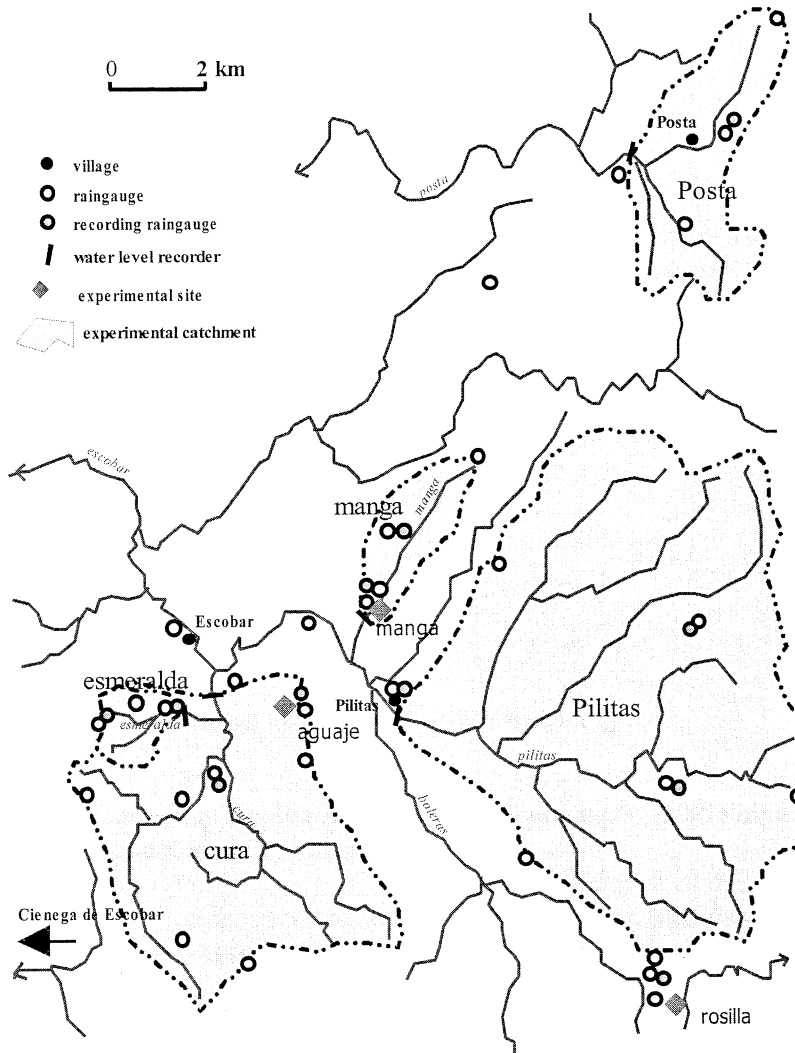 0 2 km
village
raingauge
recording raingauge
water level recorder
experimental site
experimental catchment
Posta
posta
Posta
escobar
manga
manga
manga
Escobar
esmeralda
Pilitas
Pilitas
aguaje
esmeralda
pilitas
boleras
cura
cura
Cienega de Escobar
rosilla